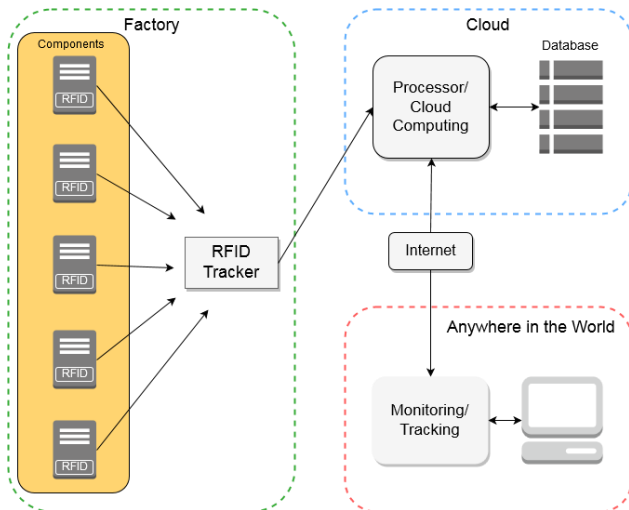 Factory
Components
RFID
RFID
RFID
RFID
RFID
RFID
Tracker
Cloud
Database
Processor/
Cloud
Computing
Internet
Anywhere in the World
Monitoring/
Tracking